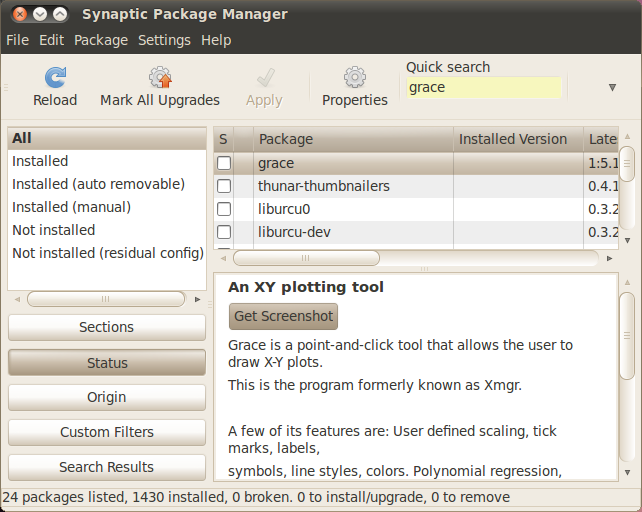 Synaptic Package Manager
File Edit Package Settings Help
Reload
Mark All Upgrades
Apply
Properties
Quick search
grace
All
Installed
Installed (auto removable)
Installed (manual)
Not installed
Not installed (residual config)
Sections
Status
Origin
Custom Filters
Search Results
S Package Installed Version Late
grace 1:5.1
thunar-thumbnailers 0.4.1
liburcu0 0.3.2
liburcu-dev 0.3.2
An XY plotting tool
Get Screenshot
Grace is a point-and-click tool that allows the user to
draw X-Y plots.
This is the program formerly known as Xmgr.
A few of its features are: User defined scaling, tick
marks, labels,
symbols, line styles, colors. Polynomial regression,
24 packages listed, 1430 installed, 0 broken. 0 to install/upgrade, 0 to remove